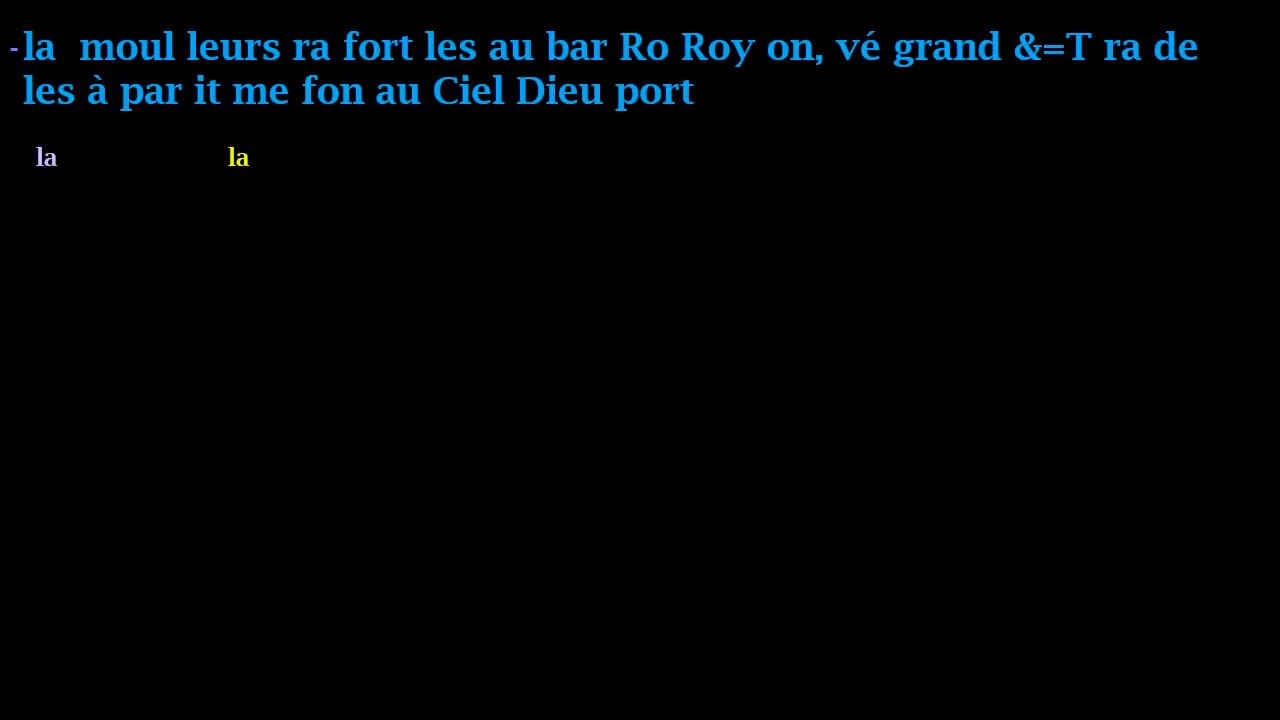 -la moul leurs ra fort les au bar Ro Roy on, vé grand &=T ra de
les à par it me fon au Ciel Dieu port
la la